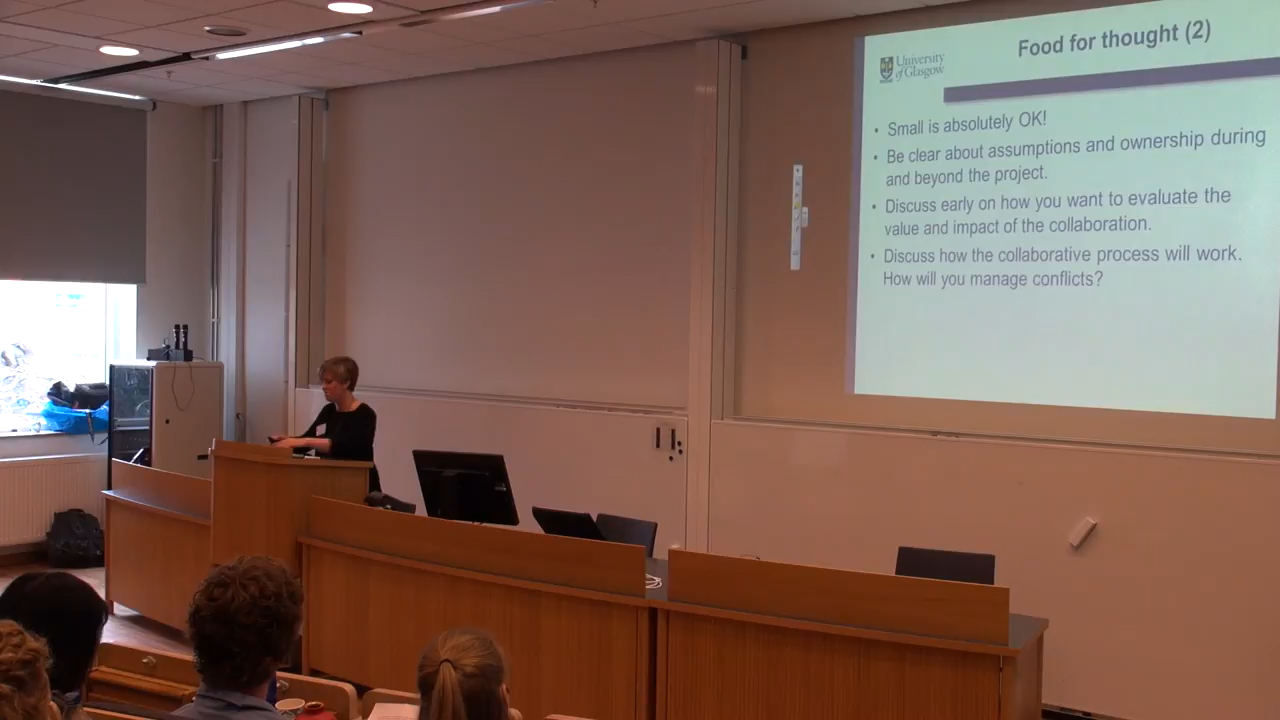 University
of Glasgow
Food for thought (2)
• Small is absolutely OK!
• Be clear about assumptions and ownership during
and beyond the project.
• Discuss early on how you want to evaluate the
value and impact of the collaboration.
• Discuss how the collaborative process will work.
How will you manage conflicts?